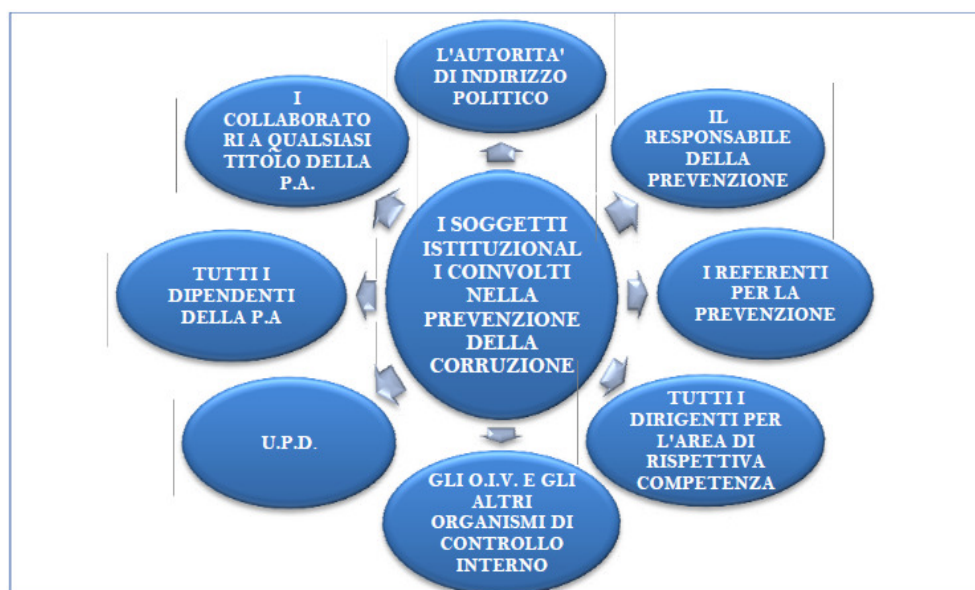 L'AUTORITA'
DI INDIRIZZO
POLITICO
IL
RESPONSABILE
DELLA
PREVENZIONE
I REFERENTI
PER LA
PREVENZIONE
TUTTI I
DIRIGENTI PER
L'AREA DI
RISPETTIVA
COMPETENZA
GLI O.I.V. E GLI
ALTRI
ORGANISMI DI
CONTROLLO
INTERNO
U.P.D.
TUTTI I
DIPENDENTI
DELLA P.A
I
COLLABORATO
RI A QUALSIASI
TITOLO DELLA
P.A.
I SOGGETTI
ISTITUZIONAL
I COINVOLTI
NELLA
PREVENZIONE
DELLA
CORRUZIONE